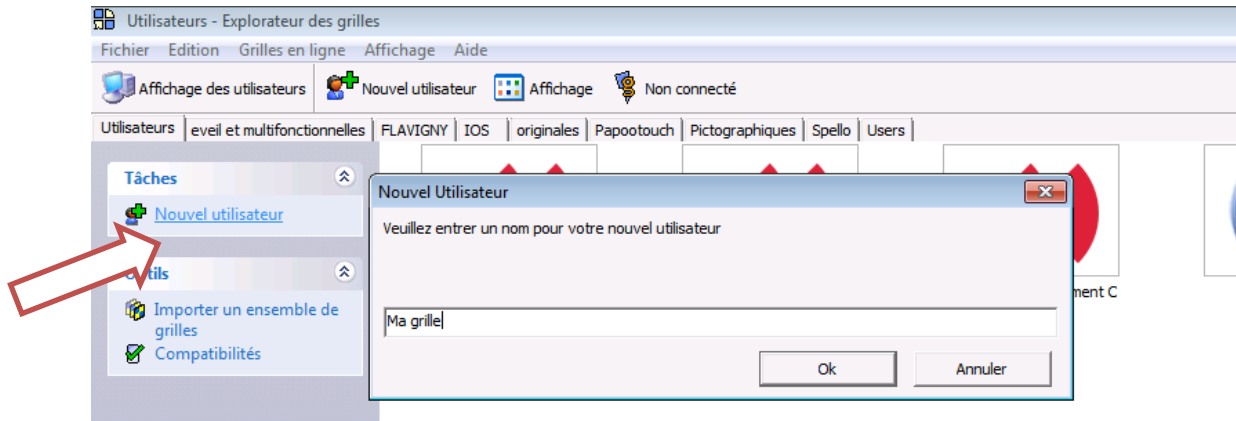 Utilisateurs - Explorateur des grilles
Fichier Edition Grilles en ligne Affichage Aide
Affichage des utilisateurs Nouvel utilisateur Affichage Non connecté
Utilisateurs eveil et multifonctionnelles FLAVIGNY IOS originales Papootouch Pictographiques Spello Users
Tâches
Nouvel utilisateur
tils
Importer un ensemble de
grilles
Compatibilités
Nouvel Utilisateur
Veuillez entrer un nom pour votre nouvel utilisateur
Ma grille
Ok Annuler
ment C